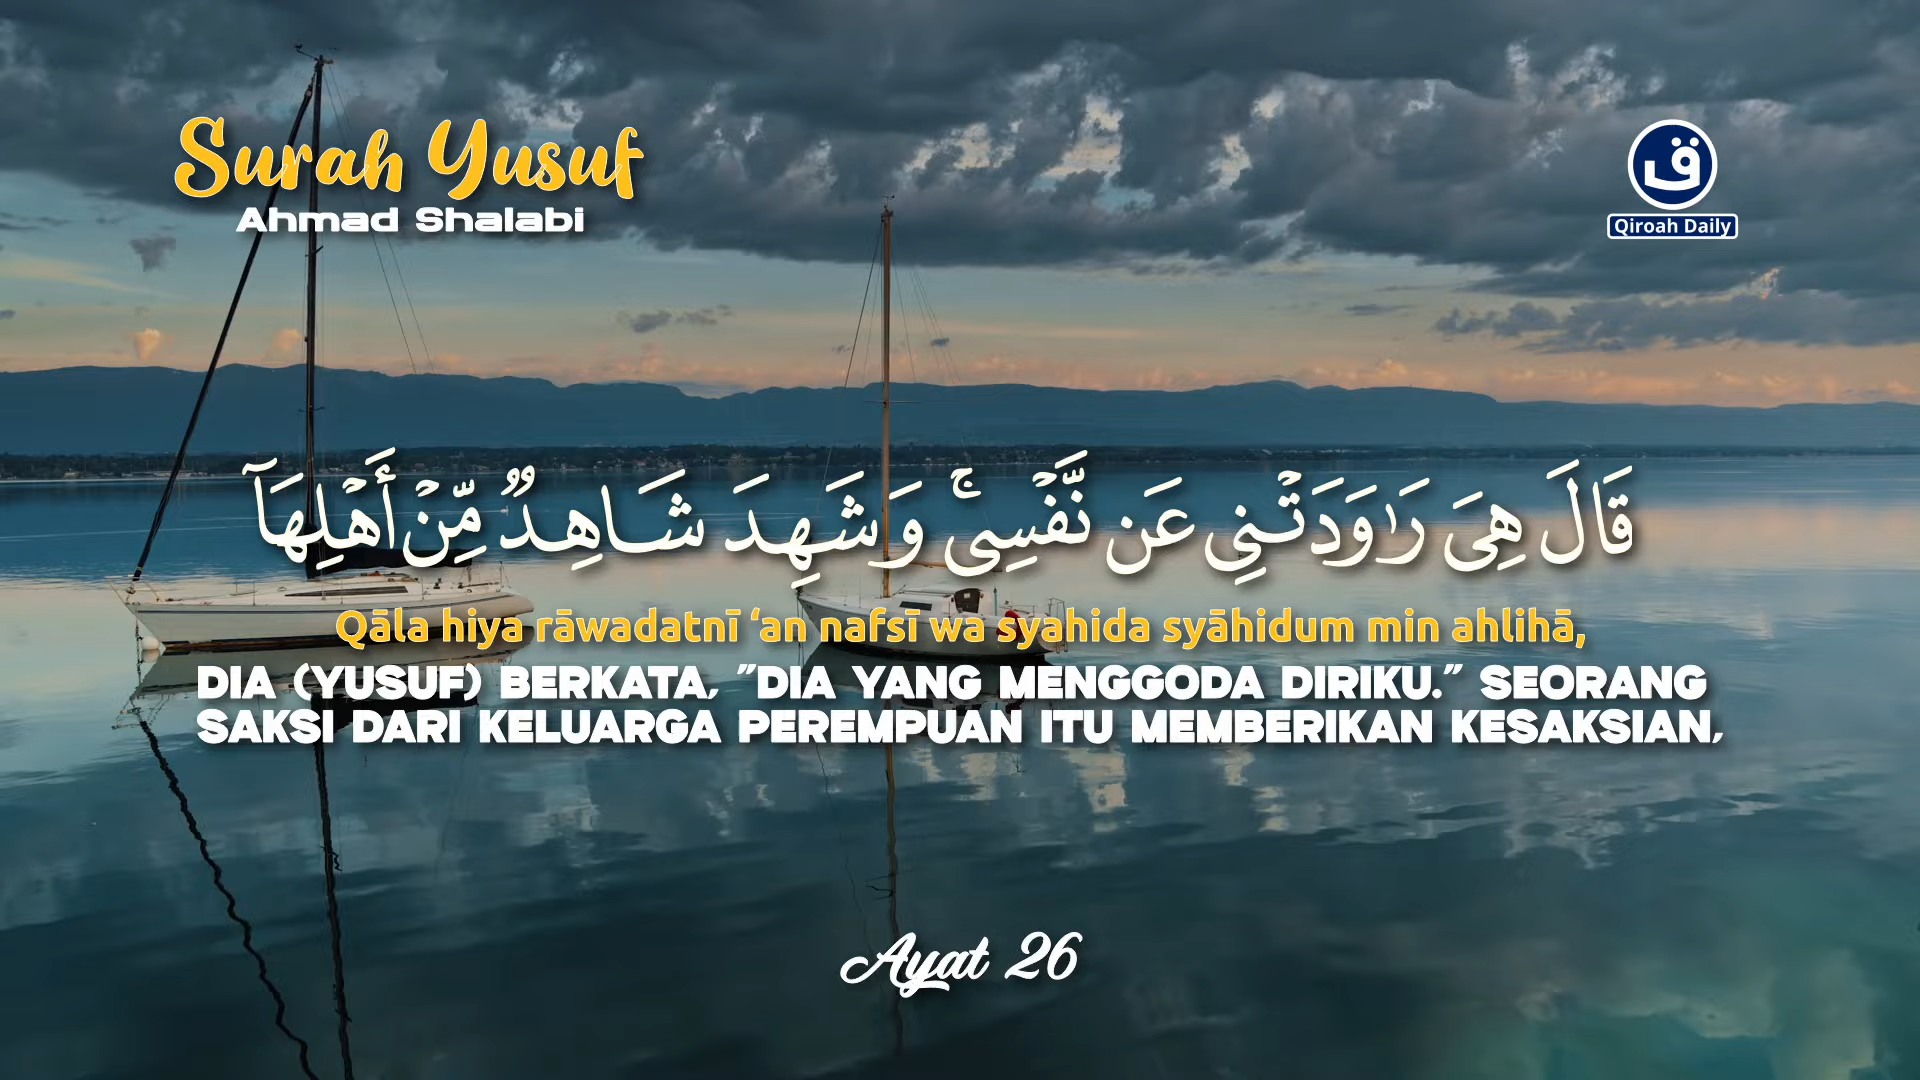 Surah Yusuf
Ahmad Shalabi
ق
Qiroah Daily
قَالَ هِيَ رَاوَدَتْنِي عَن نَّفْسِيۚ وَشَهِدَ شَاهِدٌ مِّنْ أَهْلِهَآ
Qāla hiya rāwadatnī ‘an nafsī wa syahida syāhidum min ahlihā,
DIA (YUSUF) BERKATA, "DIA YANG MENGGODA DIRIKU." SEORANG
SAKSI DARI KELUARGA PEREMPUAN ITU MEMBERIKAN KESAKSIAN,
Ayat 26